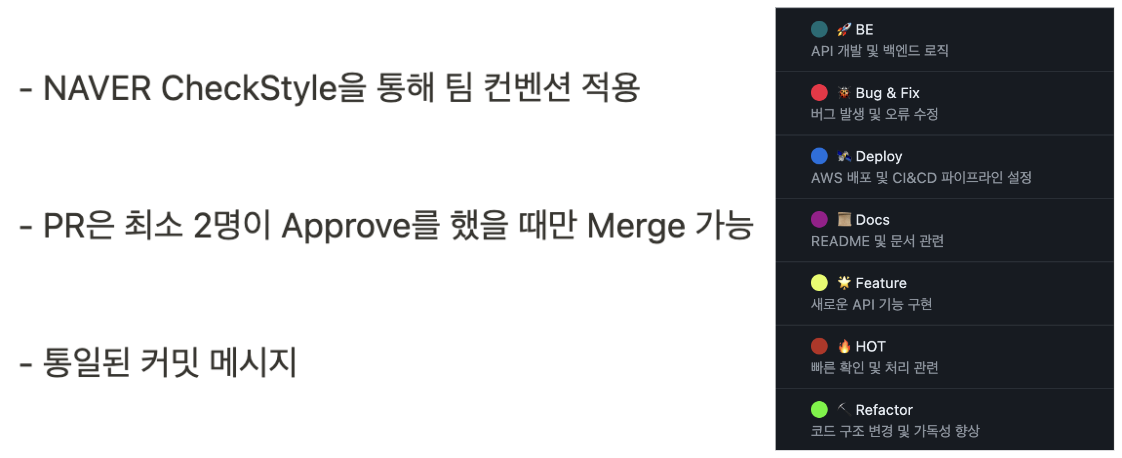 - NAVER CheckStyle을 통해 팀 컨벤션 적용
- PR은 최소 2명이 Approve를 했을 때만 Merge 가능
- 통일된 커밋 메시지
🚀 BE
API 개발 및 백엔드 로직
🐞 Bug & Fix
버그 발생 및 오류 수정
🌠 Deploy
AWS 배포 및 CI&CD 파이프라인 설정
📜 Docs
README 및 문서 관련
🌟 Feature
새로운 API 기능 구현
🔥 HOT
빠른 확인 및 처리 관련
⛏ Refactor
코드 구조 변경 및 가독성 향상